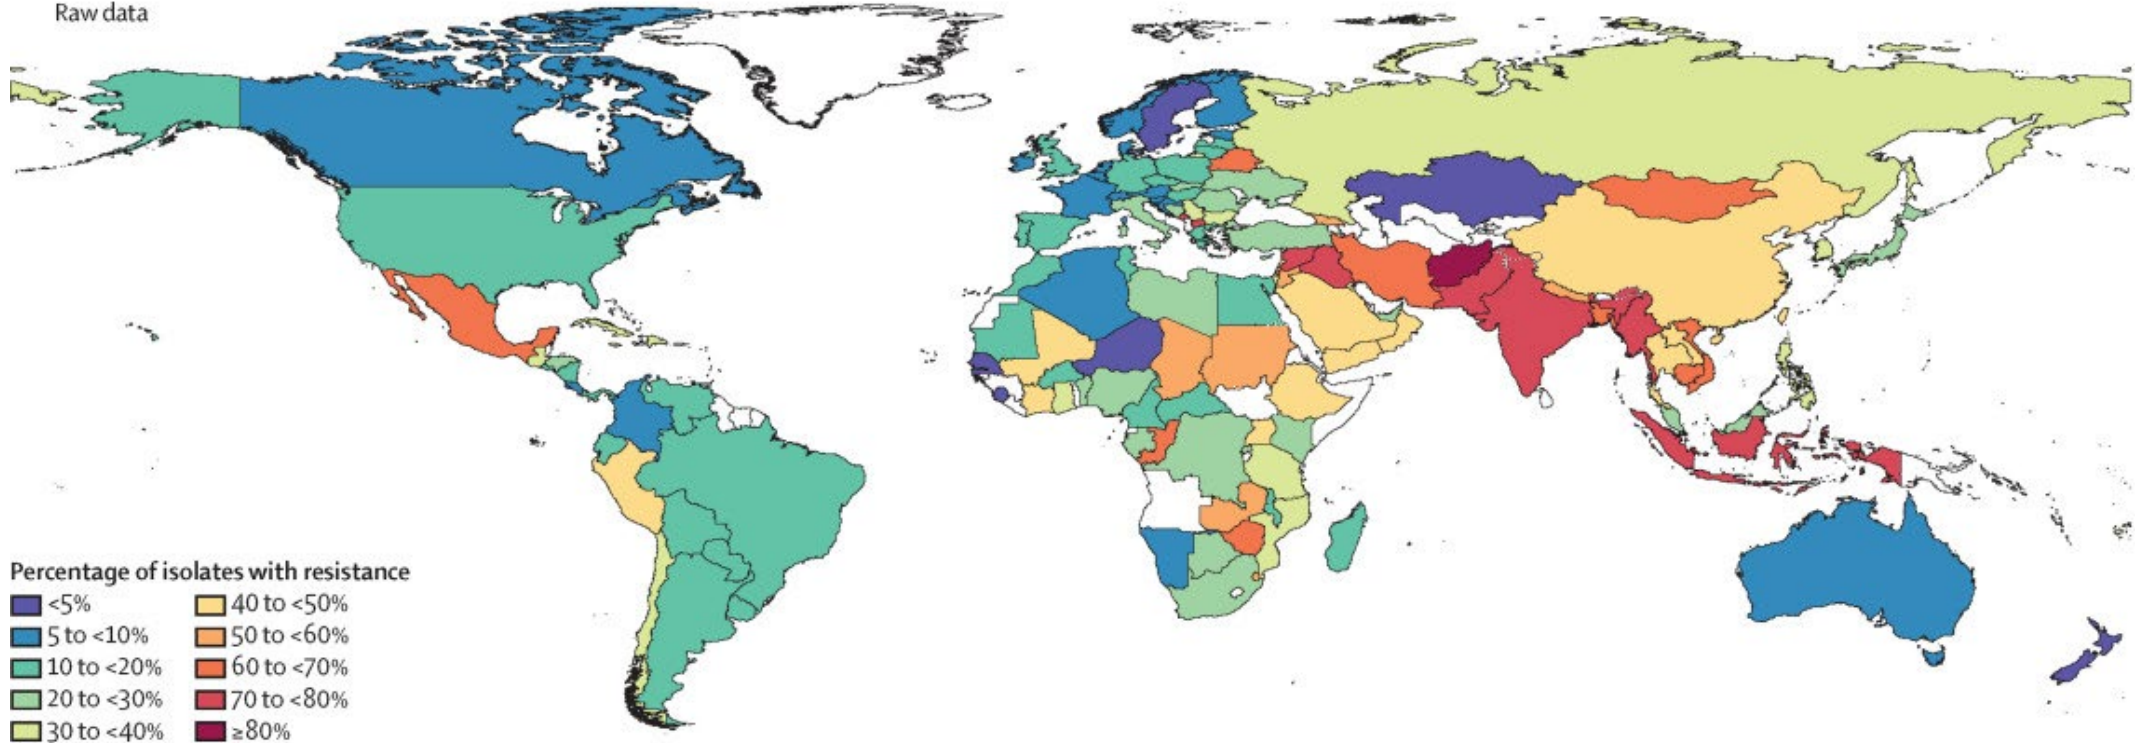 Raw data
Percentage of isolates with resistance
<5%
5 to <10%
10 to <20%
20 to <30%
30 to <40%
40 to <50%
50 to <60%
60 to <70%
70 to <80%
≥80%